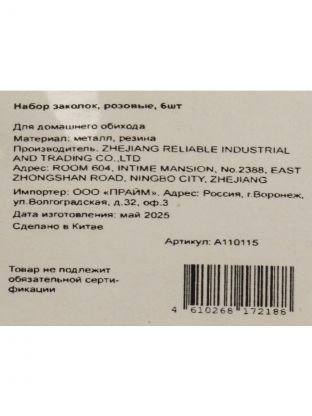 Набор заколок, розовые, 6шт
Для домашнего обихода
Материал: металл, резина
Производитель: ZHEJIANG RELIABLE INDUSTRIAL
AND TRADING CO.,LTD
Адрес: ROOM 604, INTIME MANSION, No.2388, EAST
ZHONGSHAN ROAD, NINGBO CITY, ZHEJIANG
Импортер: ООО «ПРАЙМ». Адрес: Россия, г.Воронеж,
ул.Волгоградская, д.32, оф.3
Дата изготовления: май 2025
Сделано в Китае
Артикул: A110115
Товар не подлежит
обязательной серти-
фикации
4 610268 172186